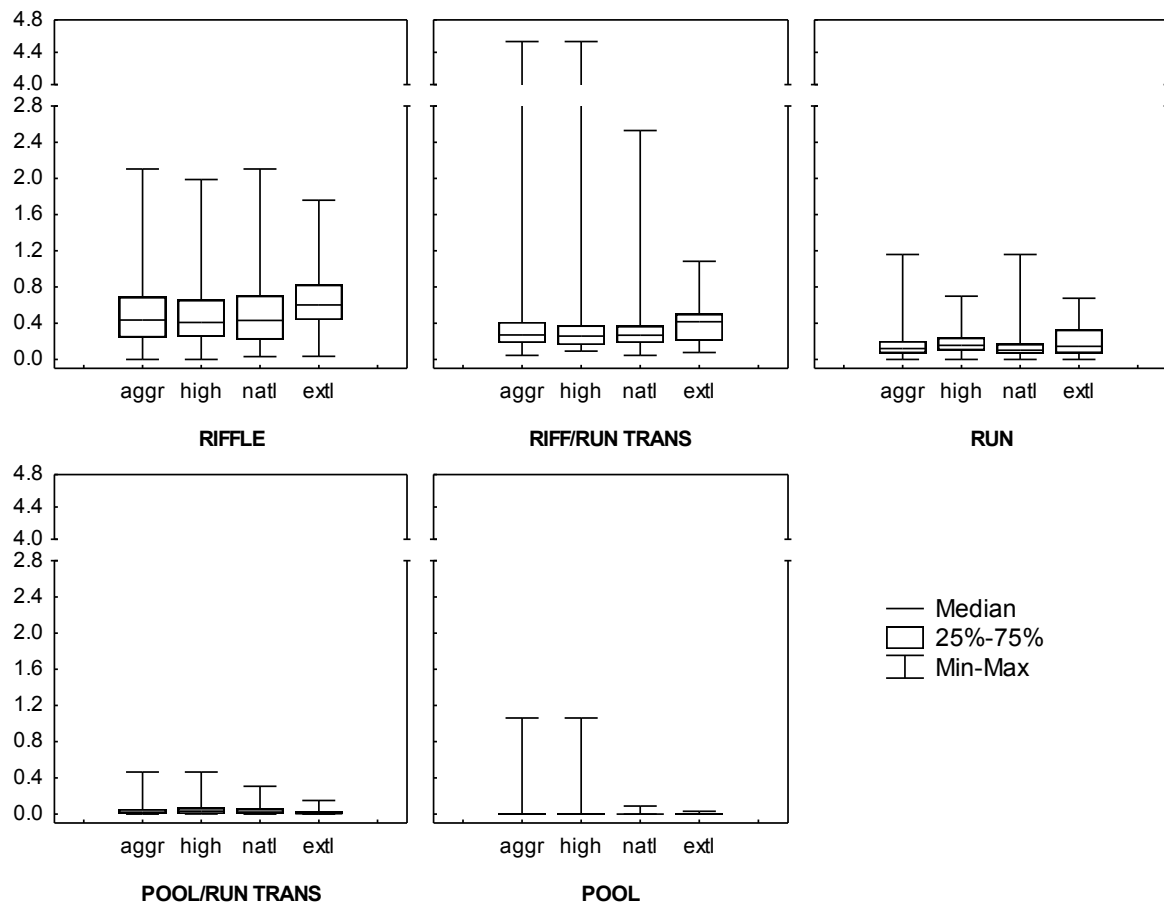 4.8
4.4
4.0
2.8
2.4
2.0
1.6
1.2
0.8
0.4
0.0
aggr high natl extl
RIFFLE
aggr high natl extl
RIFF/RUN TRANS
aggr high natl extl
RUN
4.8
4.4
4.0
2.8
2.4
2.0
1.6
1.2
0.8
0.4
0.0
aggr high natl extl
POOL/RUN TRANS
aggr high natl extl
POOL
Median
25%-75%
Min-Max